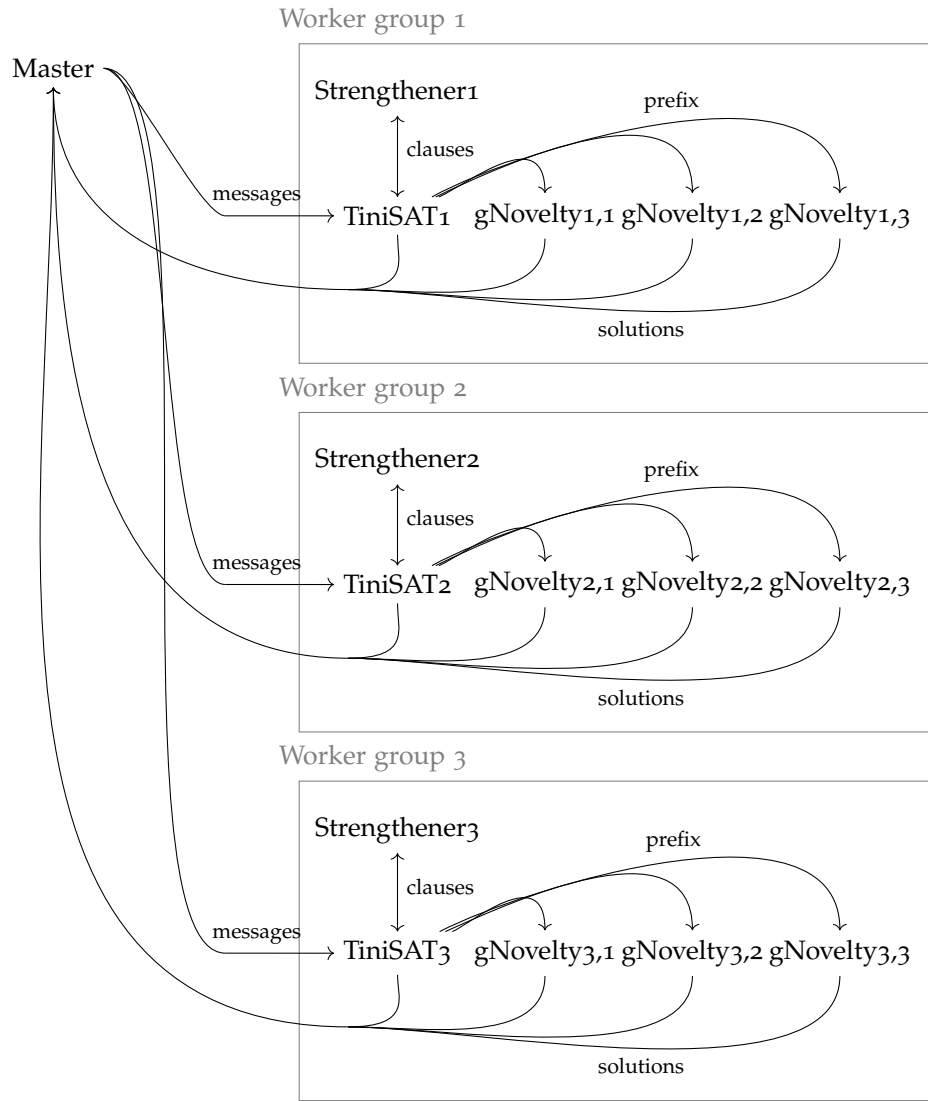 Worker group 1
Master
Strengthener1
prefix
clauses
messages
TiniSAT1 gNovelty1,1 gNovelty1,2 gNovelty1,3
solutions
Worker group 2
Strengthener2
prefix
clauses
messages
TiniSAT2 gNovelty2,1 gNovelty2,2 gNovelty2,3
solutions
Worker group 3
Strengthener3
prefix
clauses
messages
TiniSAT3 gNovelty3,1 gNovelty3,2 gNovelty3,3
solutions